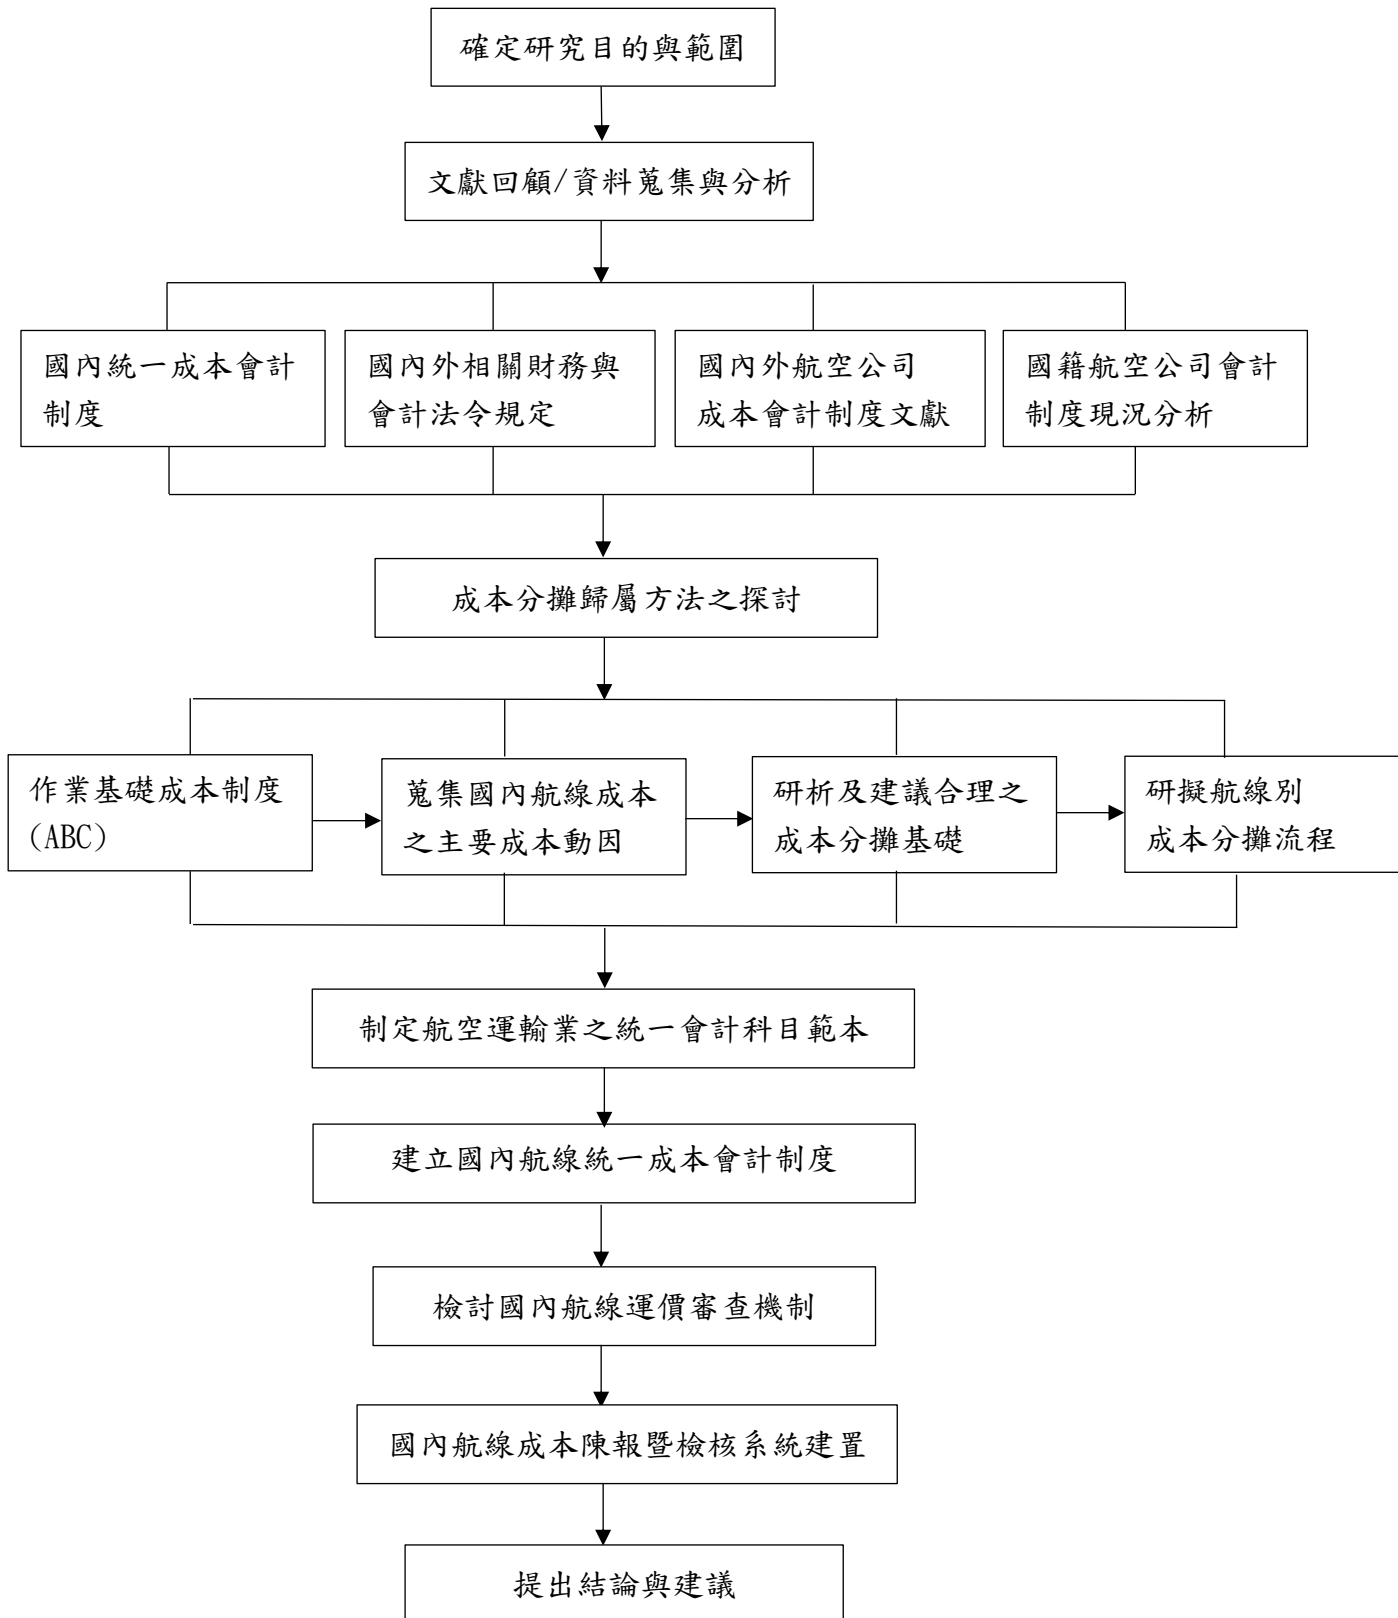 確定研究目的與範圍
文獻回顧/資料蒐集與分析
國內統一成本會計
制度
國內外相關財務與
會計法令規定
國內外航空公司
成本會計制度文獻
國籍航空公司會計
制度現況分析
成本分攤歸屬方法之探討
作業基礎成本制度
(ABC)
蒐集國內航線成本
之主要成本動因
研析及建議合理之
成本分攤基礎
研擬航線別
成本分攤流程
制定航空運輸業之統一會計科目範本
建立國內航線統一成本會計制度
檢討國內航線運價審查機制
國內航線成本陳報暨檢核系統建置
提出結論與建議